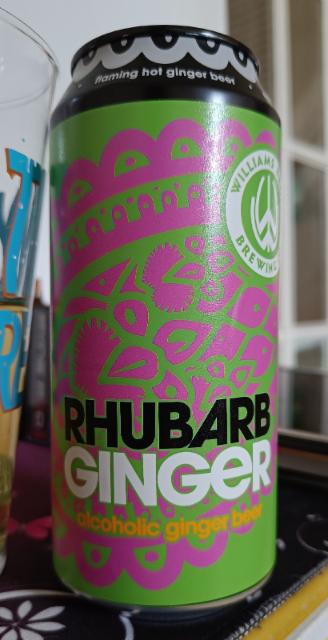 flaming hot ginger beer
WILLIAMS
BREWING
RHUBARB
GINGER
alcoholic ginger beer